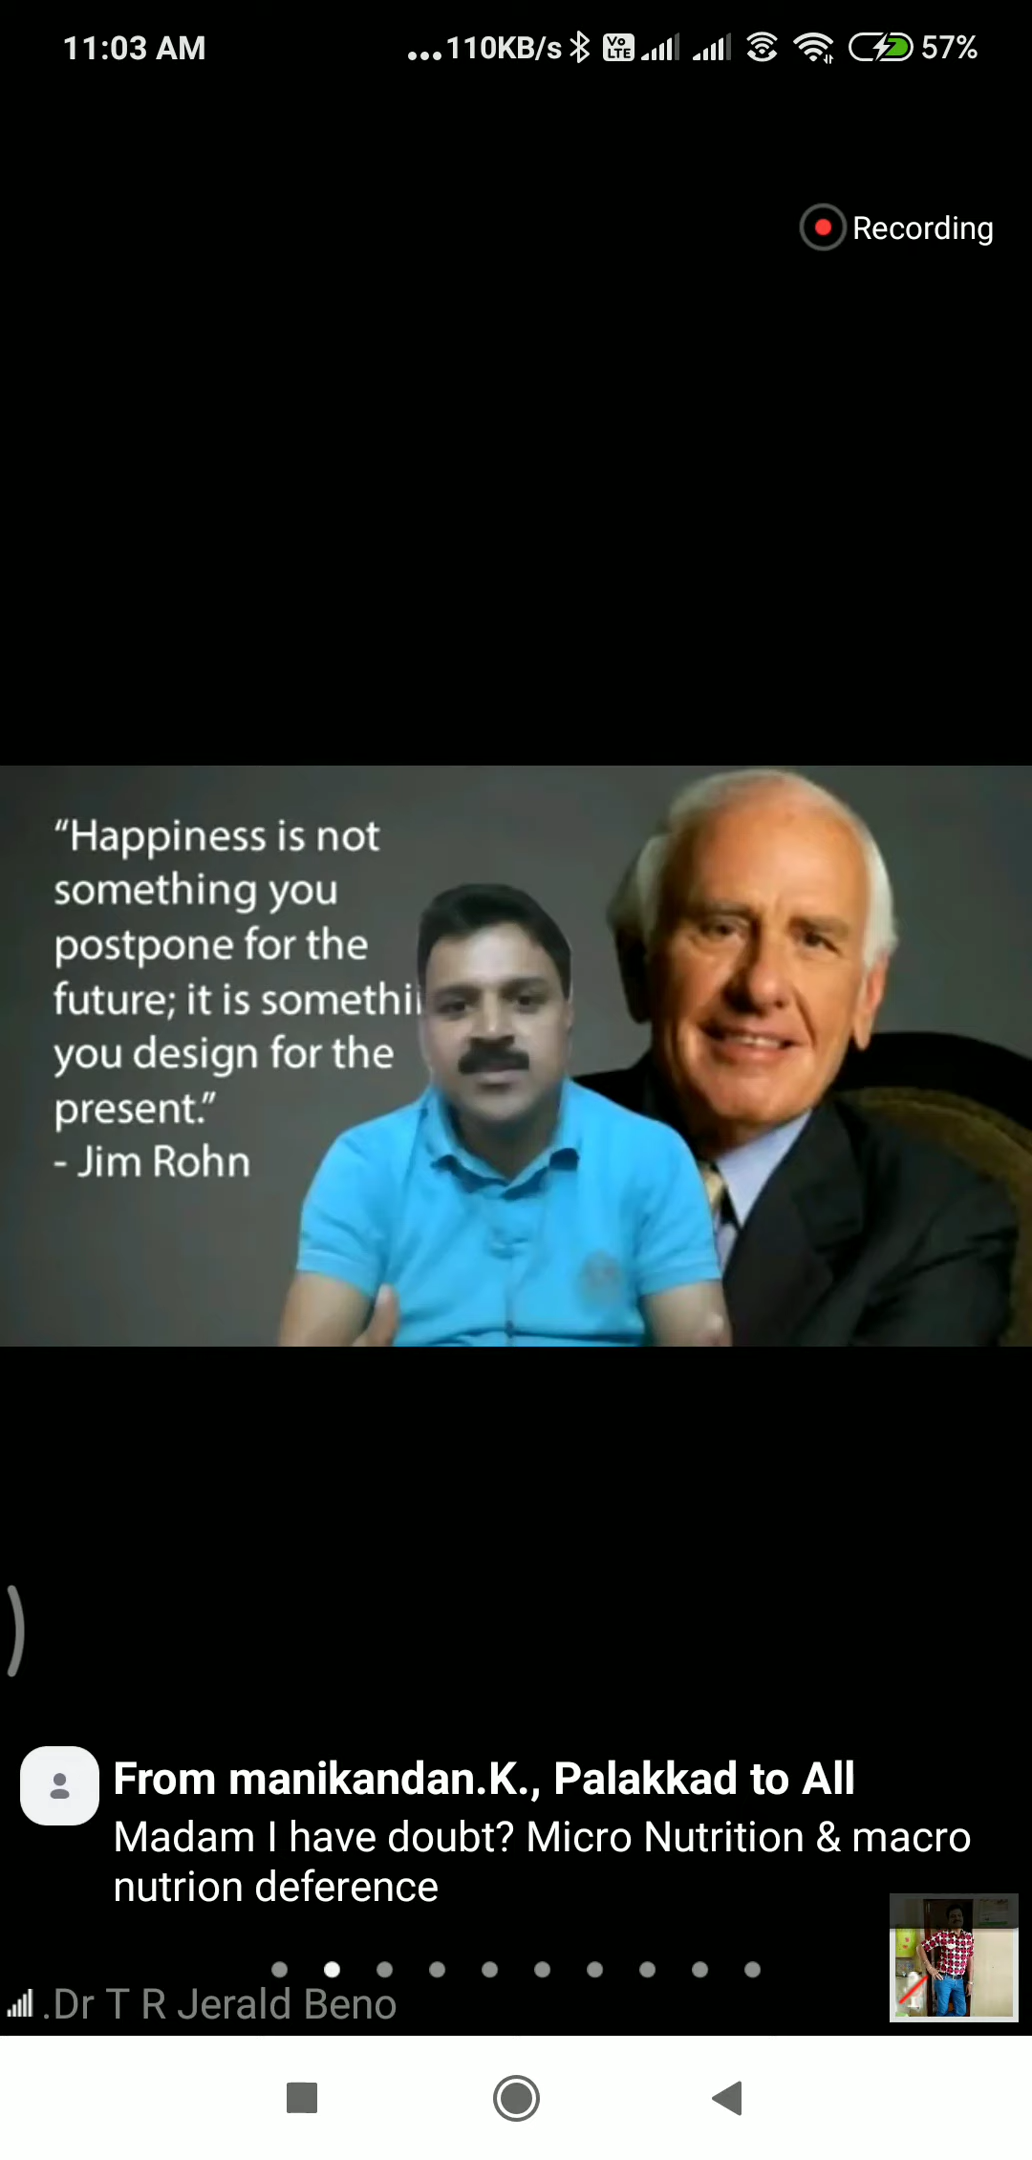 11:03 AM
...110KB/s Vo LTE 57%
Recording
“Happiness is not
something you
postpone for the
future; it is somethi
you design for the
present.”
- Jim Rohn
From manikandan.K., Palakkad to All
Madam I have doubt? Micro Nutrition & macro
nutrion deference
.Dr T R Jerald Beno